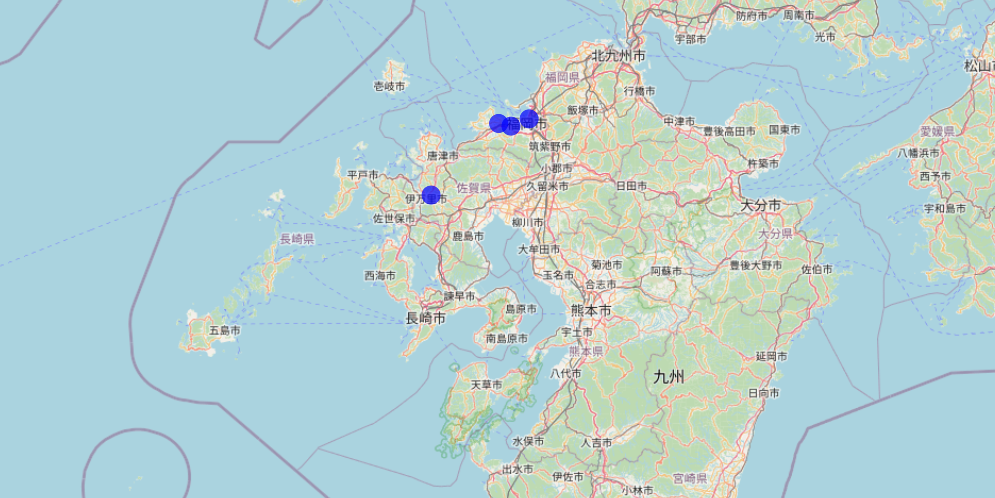 防府市
周南市
光市
宇部市
北九州市
松山市
福岡県
壱岐市
行橋市
飯塚市
中津市
豊後高田市
国東市
愛媛県
福岡市
筑紫野市
八幡浜市
唐津市
杵築市
小郡市
平戸市
西予市
佐賀県
久留米市
日田市
伊万里市
大分市
宇和島市
佐世保市
柳川市
鹿島市
大分県
長崎県
大牟田市
菊池市
豊後大野市
西海市
玉名市
阿蘇市
佐伯市
合志市
諫早市
島原市
熊本市
長崎市
五島市
宇土市
南島原市
熊本県
延岡市
八代市
九州
天草市
日向市
水俣市
人吉市
出水市
伊佐市
宮崎県
小林市